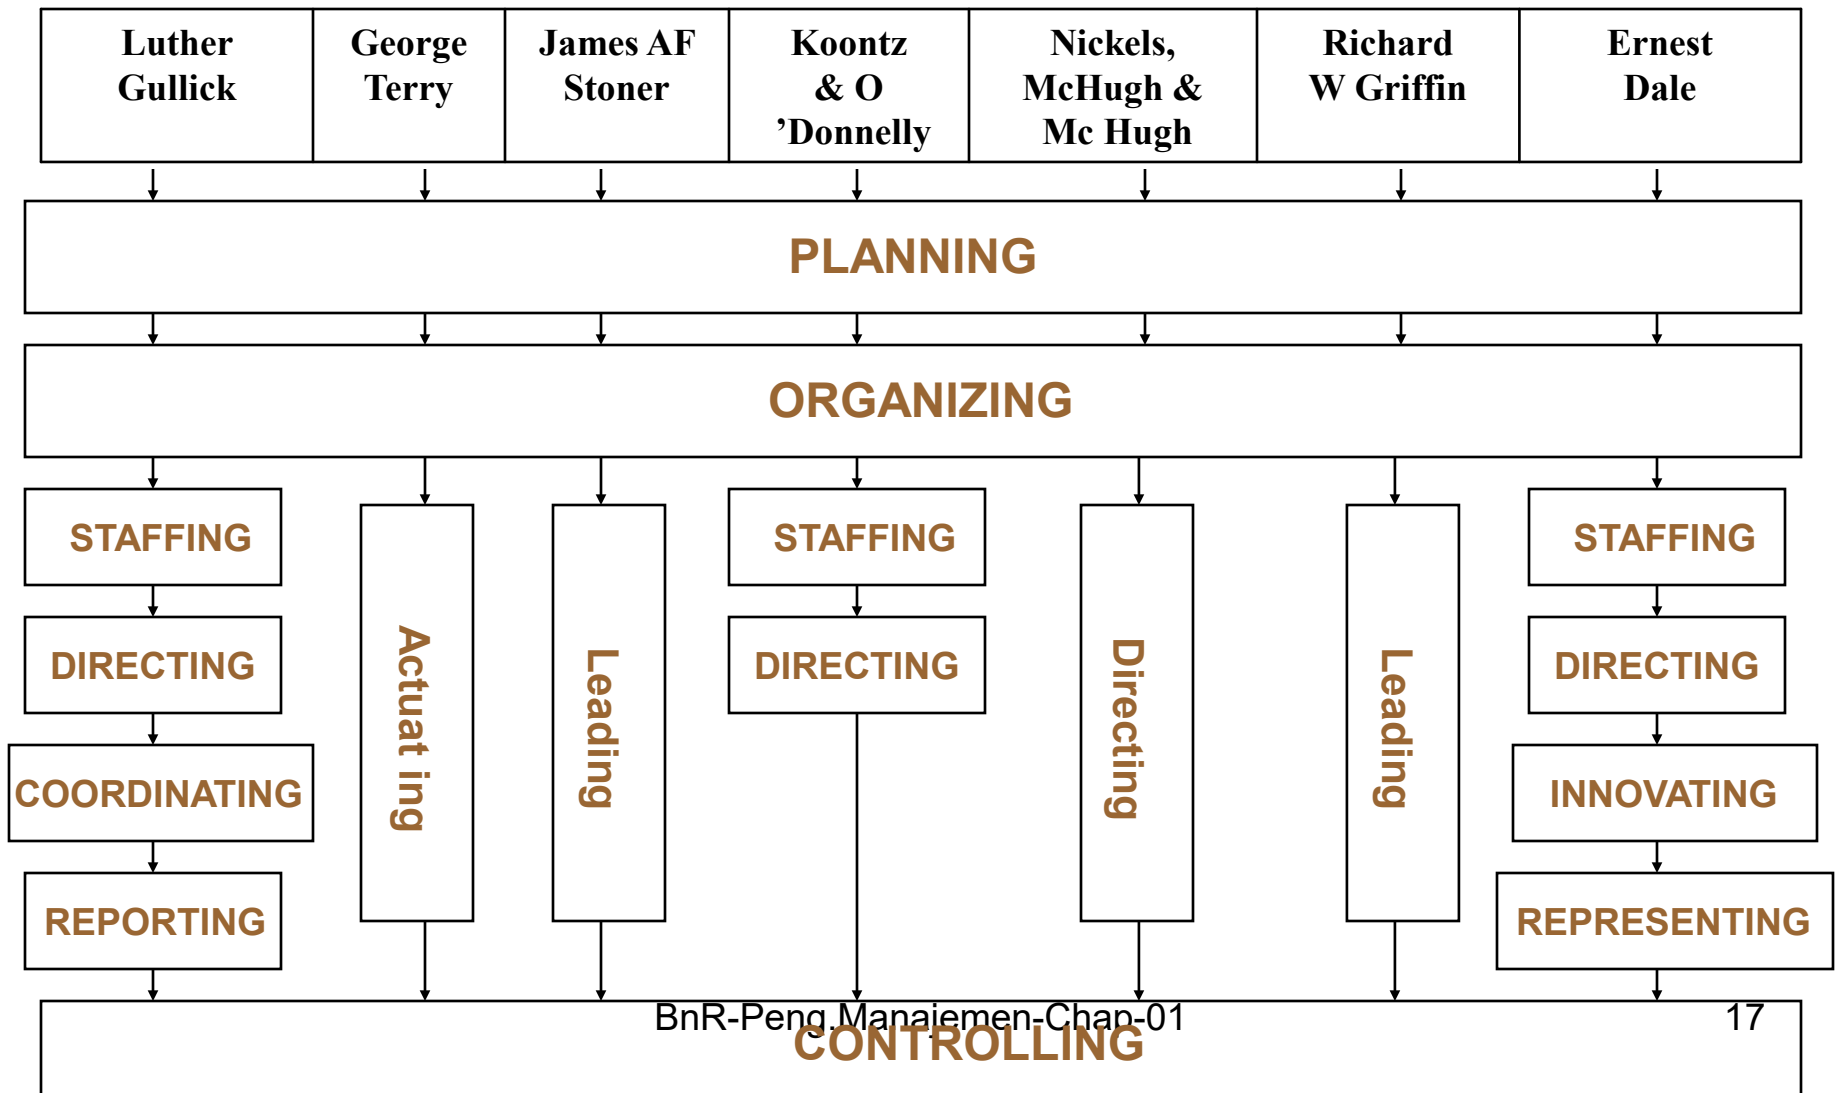 Luther
Gullick
George
Terry
James AF
Stoner
Koontz
& O
’Donnelly
Nickels,
McHugh &
Mc Hugh
Richard
W Griffin
Ernest
Dale
PLANNING
ORGANIZING
STAFFING
DIRECTING
COORDINATING
REPORTING
Actuat ing
Leading
STAFFING
DIRECTING
Directing
Leading
STAFFING
DIRECTING
INNOVATING
REPRESENTING
BnR-Peng.Manajemen-Chap-01
17
CONTROLLING